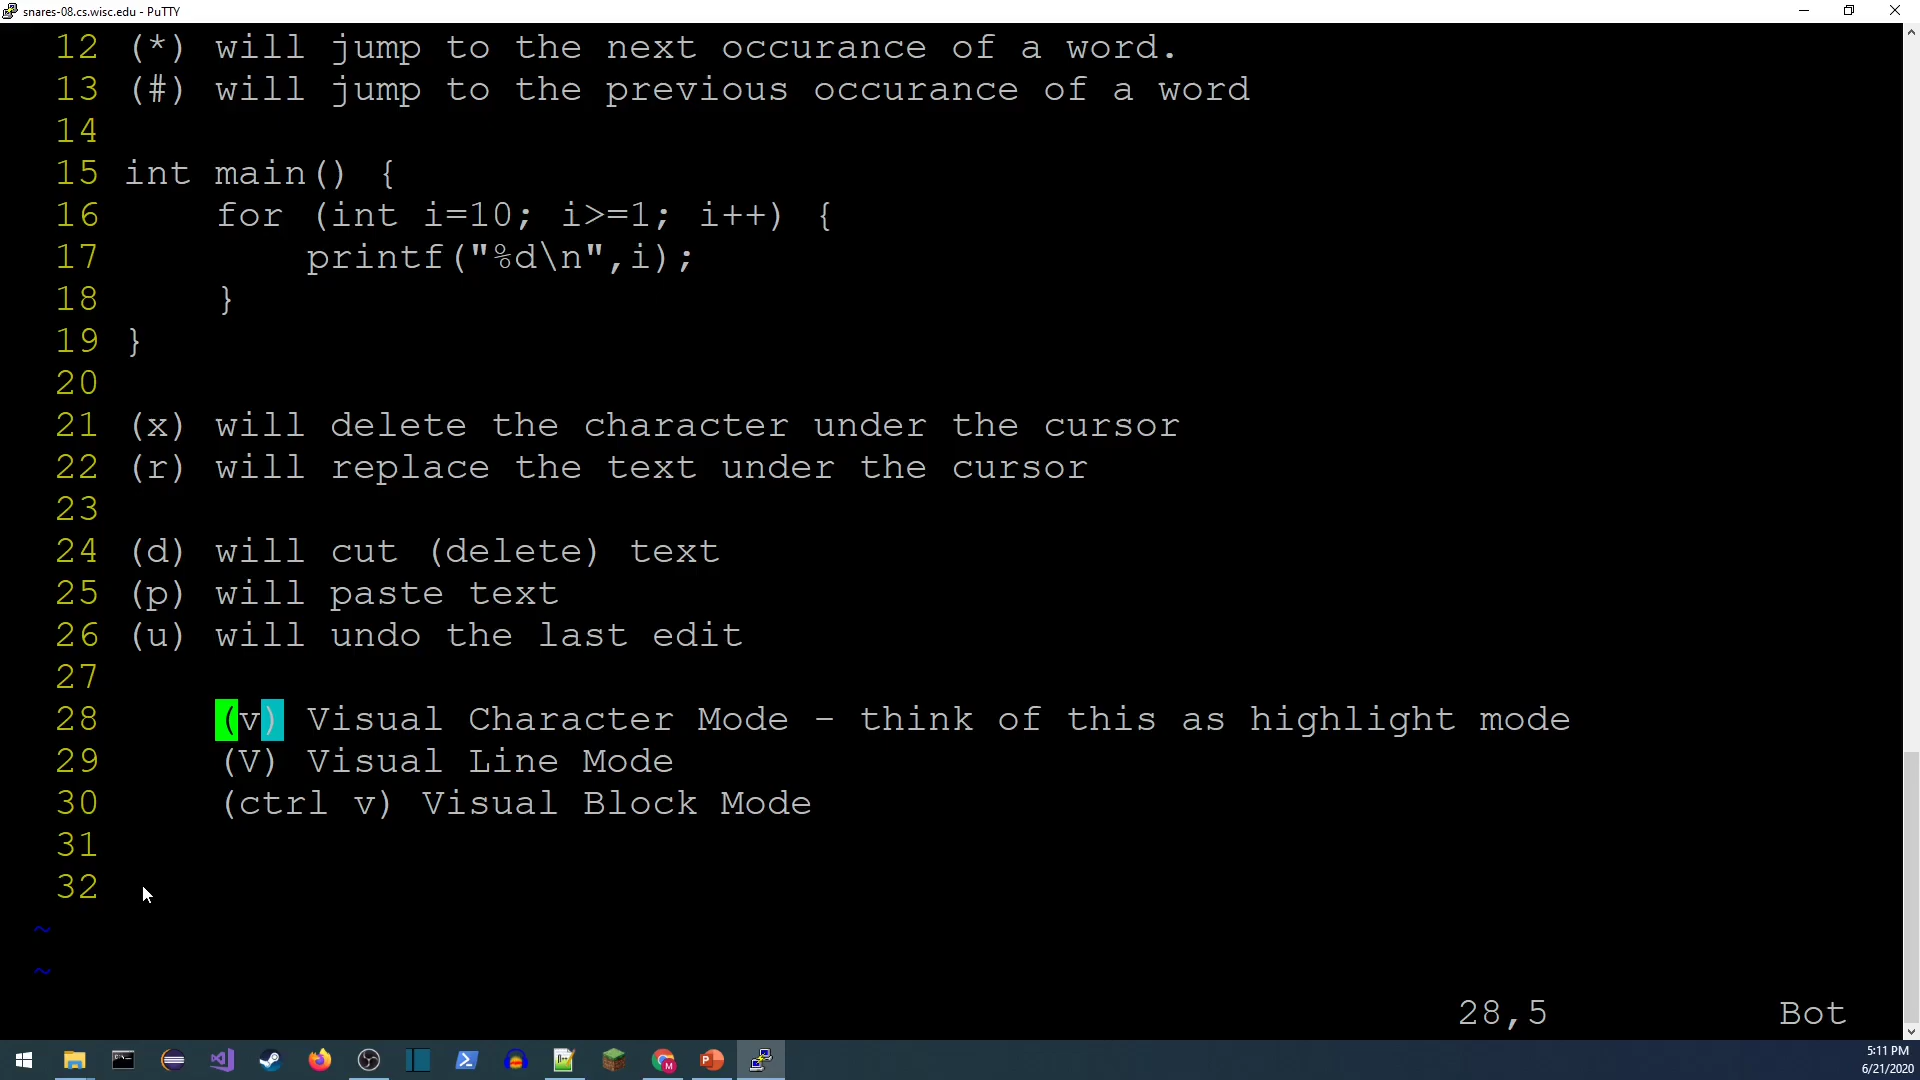 snares-08.cs.wisc.edu - PuTTY
12 (*) will jump to the next occurance of a word.
13 (#) will jump to the previous occurance of a word
14
15 int main() {
16     for (int i=10; i>=1; i++) {
17         printf("%d\n",i);
18     }
19 }
20
21 (x) will delete the character under the cursor
22 (r) will replace the text under the cursor
23
24 (d) will cut (delete) text
25 (p) will paste text
26 (u) will undo the last edit
27
28     (v) Visual Character Mode - think of this as highlight mode
29     (V) Visual Line Mode
30     (ctrl v) Visual Block Mode
31
32
~
~
28,5 Bot
5:11 PM
6/21/2020